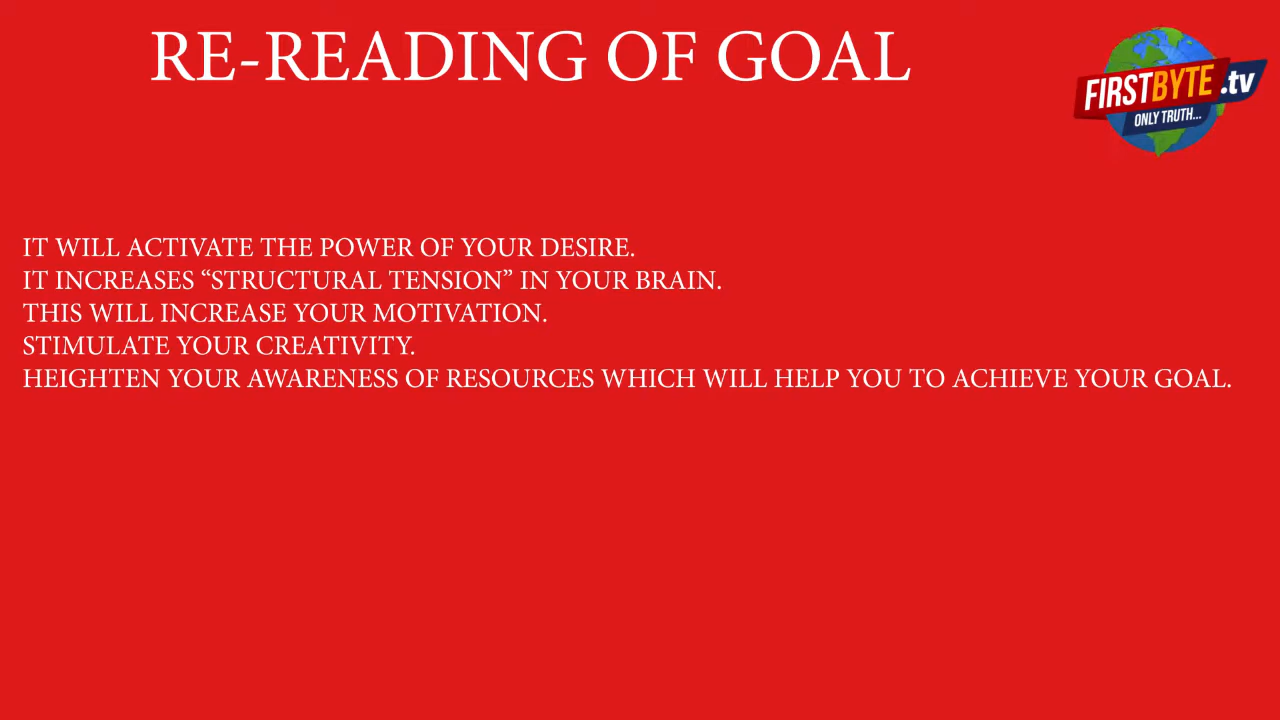 RE-READING OF GOAL
FIRSTBYTE.tv
ONLY TRUTH...
IT WILL ACTIVATE THE POWER OF YOUR DESIRE.
IT INCREASES “STRUCTURAL TENSION” IN YOUR BRAIN.
THIS WILL INCREASE YOUR MOTIVATION.
STIMULATE YOUR CREATIVITY.
HEIGHTEN YOUR AWARENESS OF RESOURCES WHICH WILL HELP YOU TO ACHIEVE YOUR GOAL.